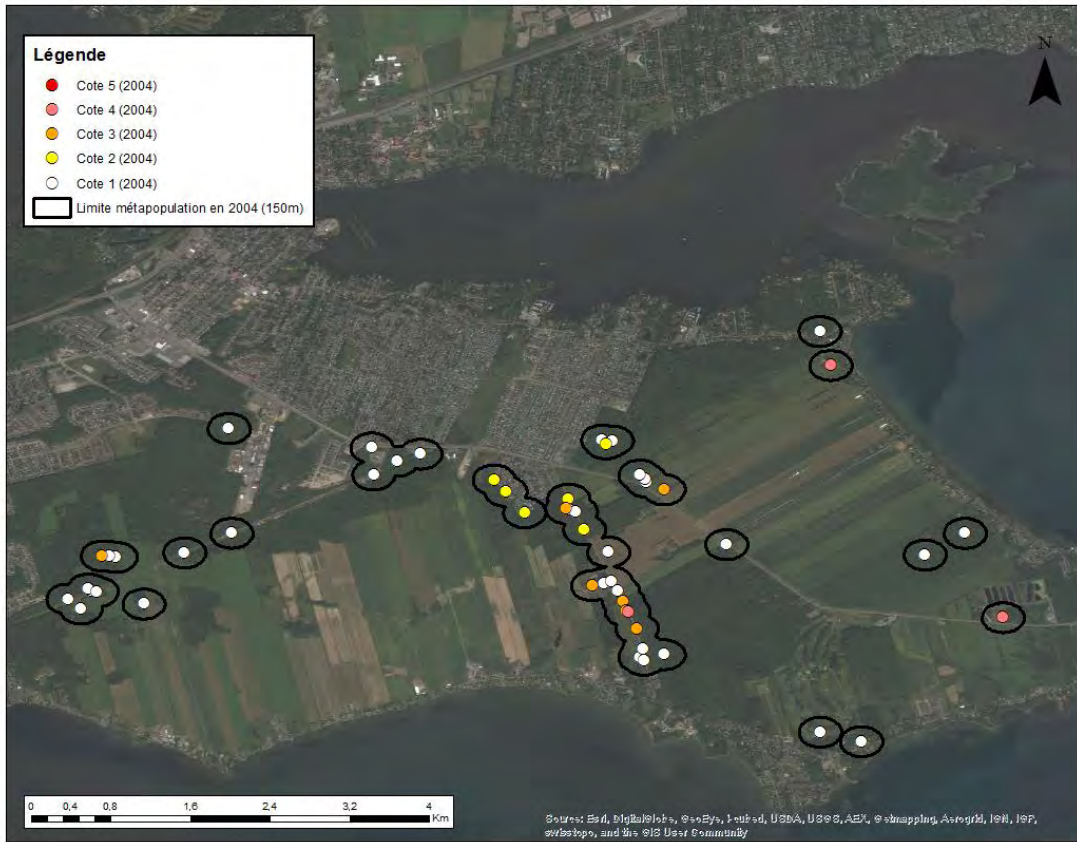 Légende
Cote 5 (2004)
Cote 4 (2004)
Cote 3 (2004)
Cote 2 (2004)
Cote 1 (2004)
Limite métapopulation en 2004 (150m)
N
0 0,4 0,8 1,6 2,4 3,2 4
Km
Source: Esri, DigitalGlobe, GeoEye, i-cubed, USDA, USGS, AEX, Getmapping, Aerogrid, IGN, IGP,
swisstopo, and the GIS User Community